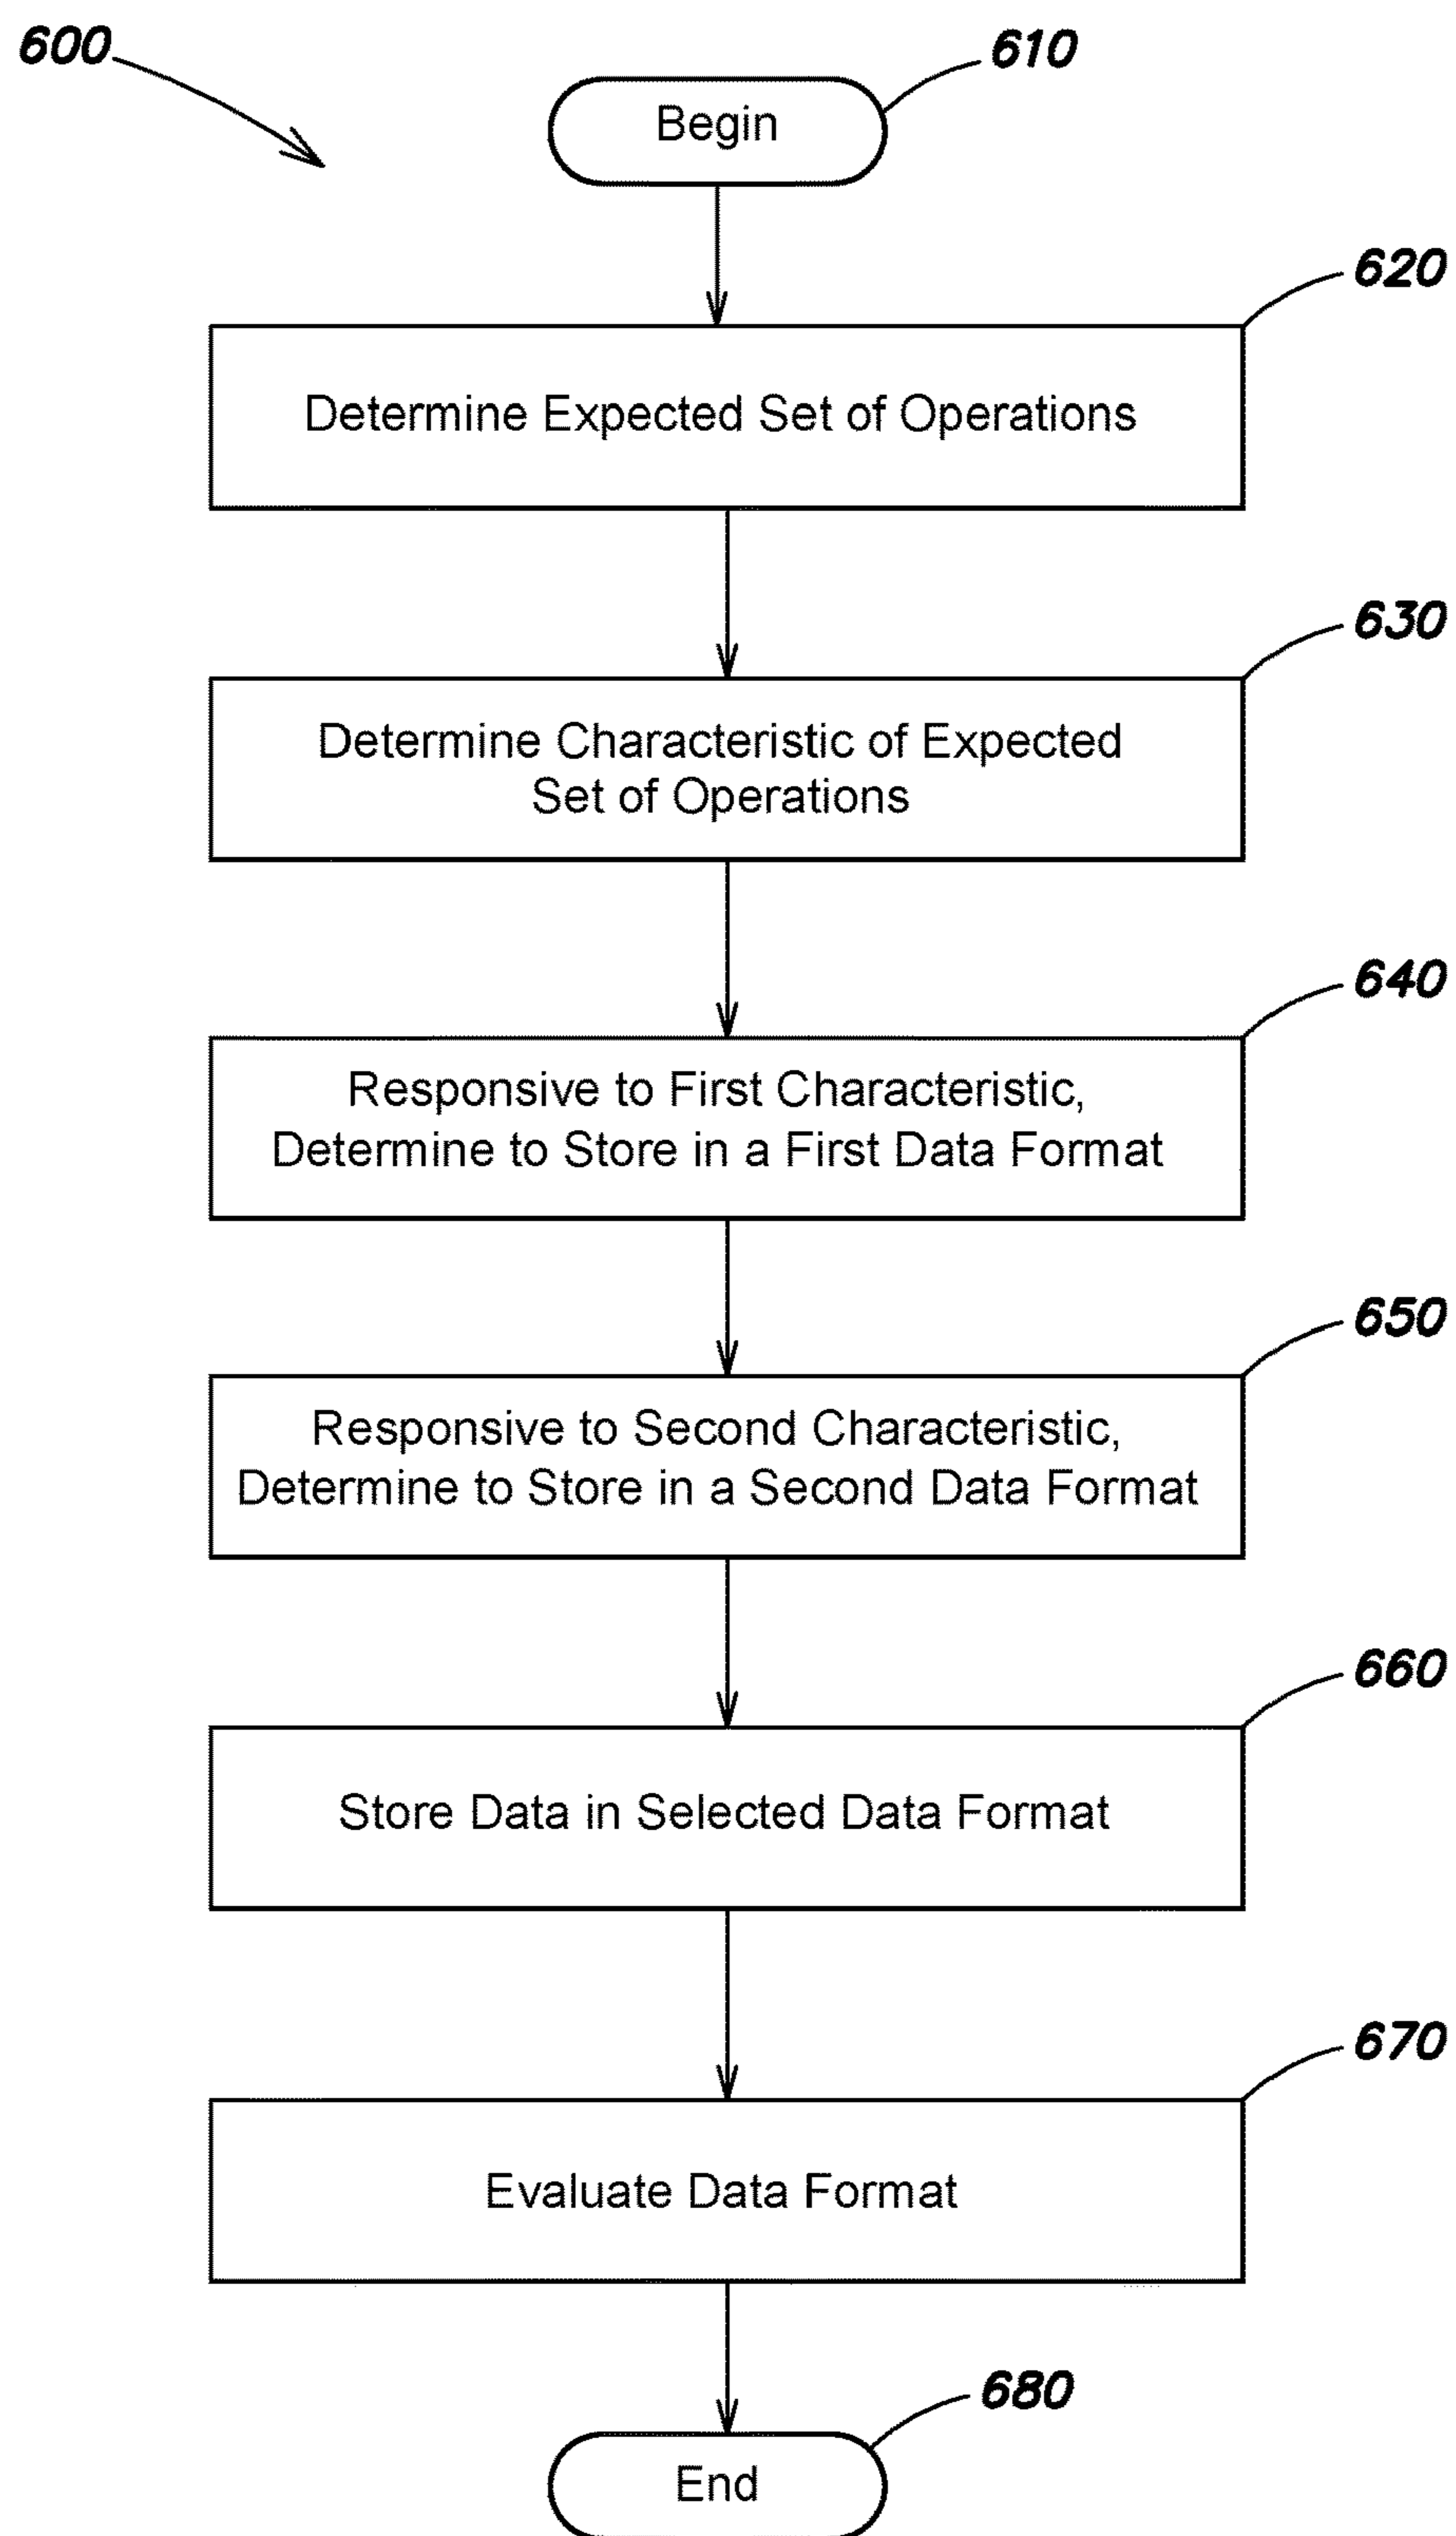 600
610
Begin
620
Determine Expected Set of Operations
630
Determine Characteristic of Expected
Set of Operations
640
Responsive to First Characteristic,
Determine to Store in a First Data Format
650
Responsive to Second Characteristic,
Determine to Store in a Second Data Format
660
Store Data in Selected Data Format
670
Evaluate Data Format
680
End